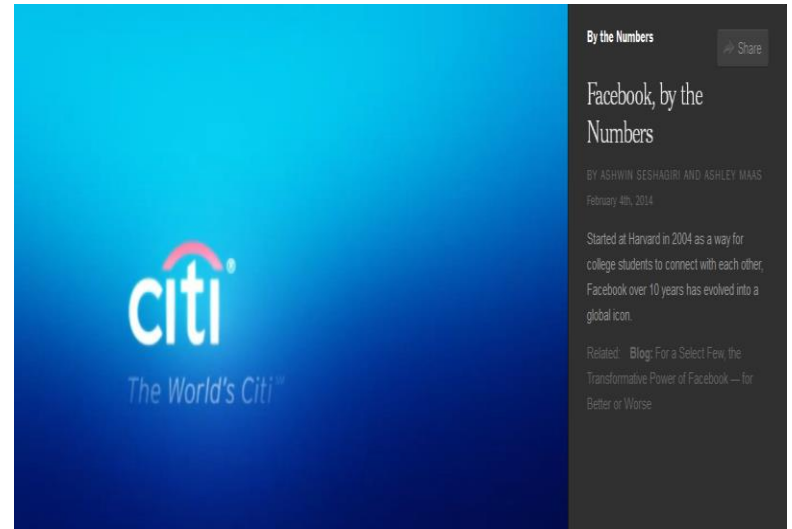 citi®
The World's Citi℠
By the Numbers
Share
Facebook, by the
Numbers
BY ASHWIN SESHAGIRI AND ASHLEY MAAS
February 4th, 2014
Started at Harvard in 2004 as a way for
college students to connect with each other,
Facebook over 10 years has evolved into a
global icon.
Related: Blog: For a Select Few, the
Transformative Power of Facebook — for
Better or Worse